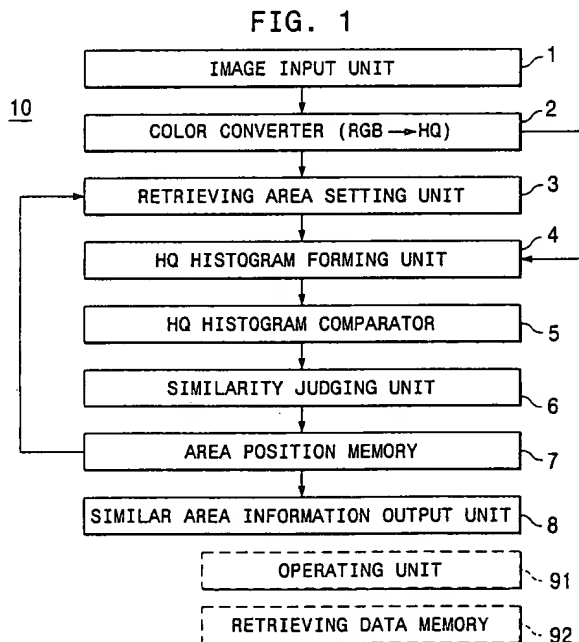 FIG. 1
10
IMAGE INPUT UNIT
1
COLOR CONVERTER (RGB → HQ)
2
RETRIEVING AREA SETTING UNIT
3
HQ HISTOGRAM FORMING UNIT
4
HQ HISTOGRAM COMPARATOR
5
SIMILARITY JUDGING UNIT
6
AREA POSITION MEMORY
7
SIMILAR AREA INFORMATION OUTPUT UNIT
8
OPERATING UNIT
91
RETRIEVING DATA MEMORY
92